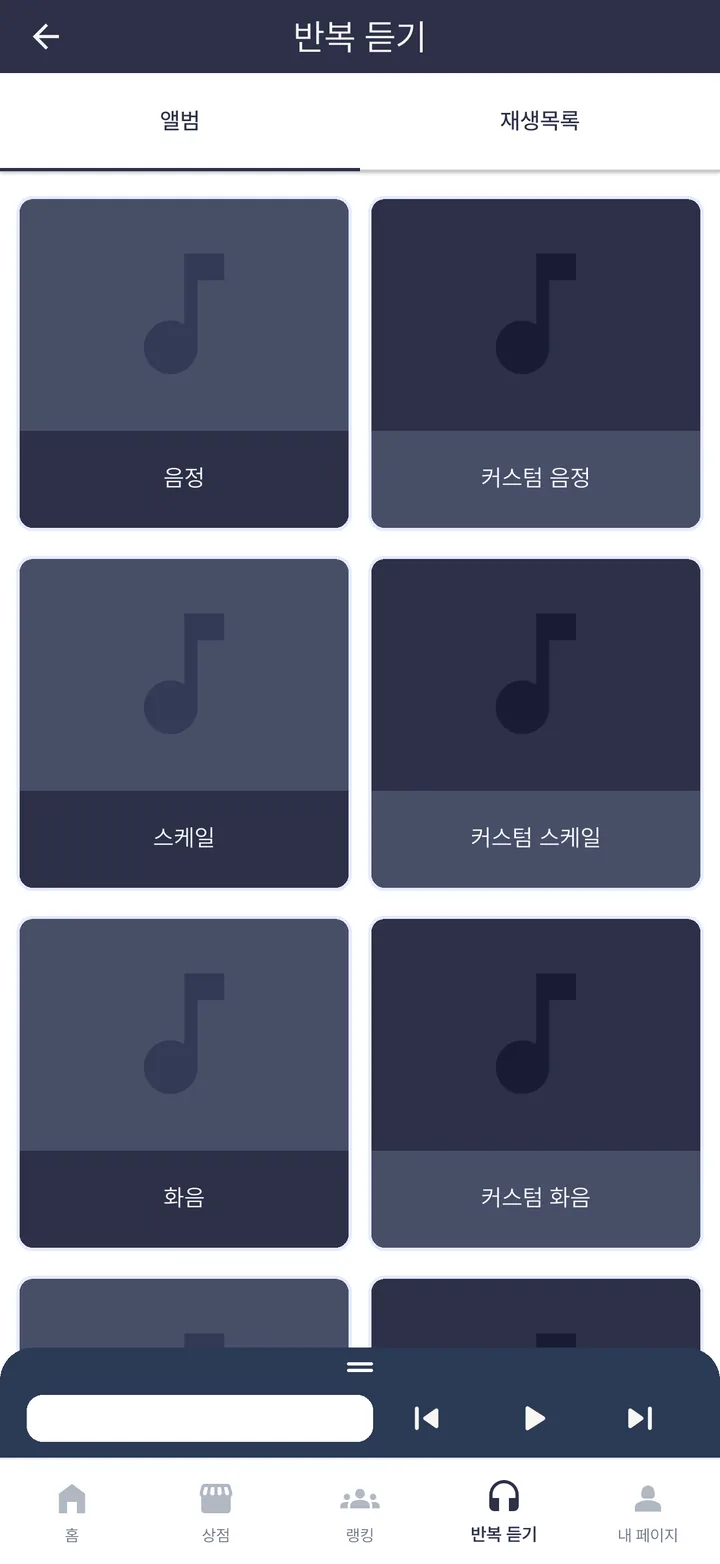 반복 듣기
앨범
재생목록
음정
커스텀 음정
스케일
커스텀 스케일
화음
커스텀 화음
홈
상점
랭킹
반복 듣기
내 페이지